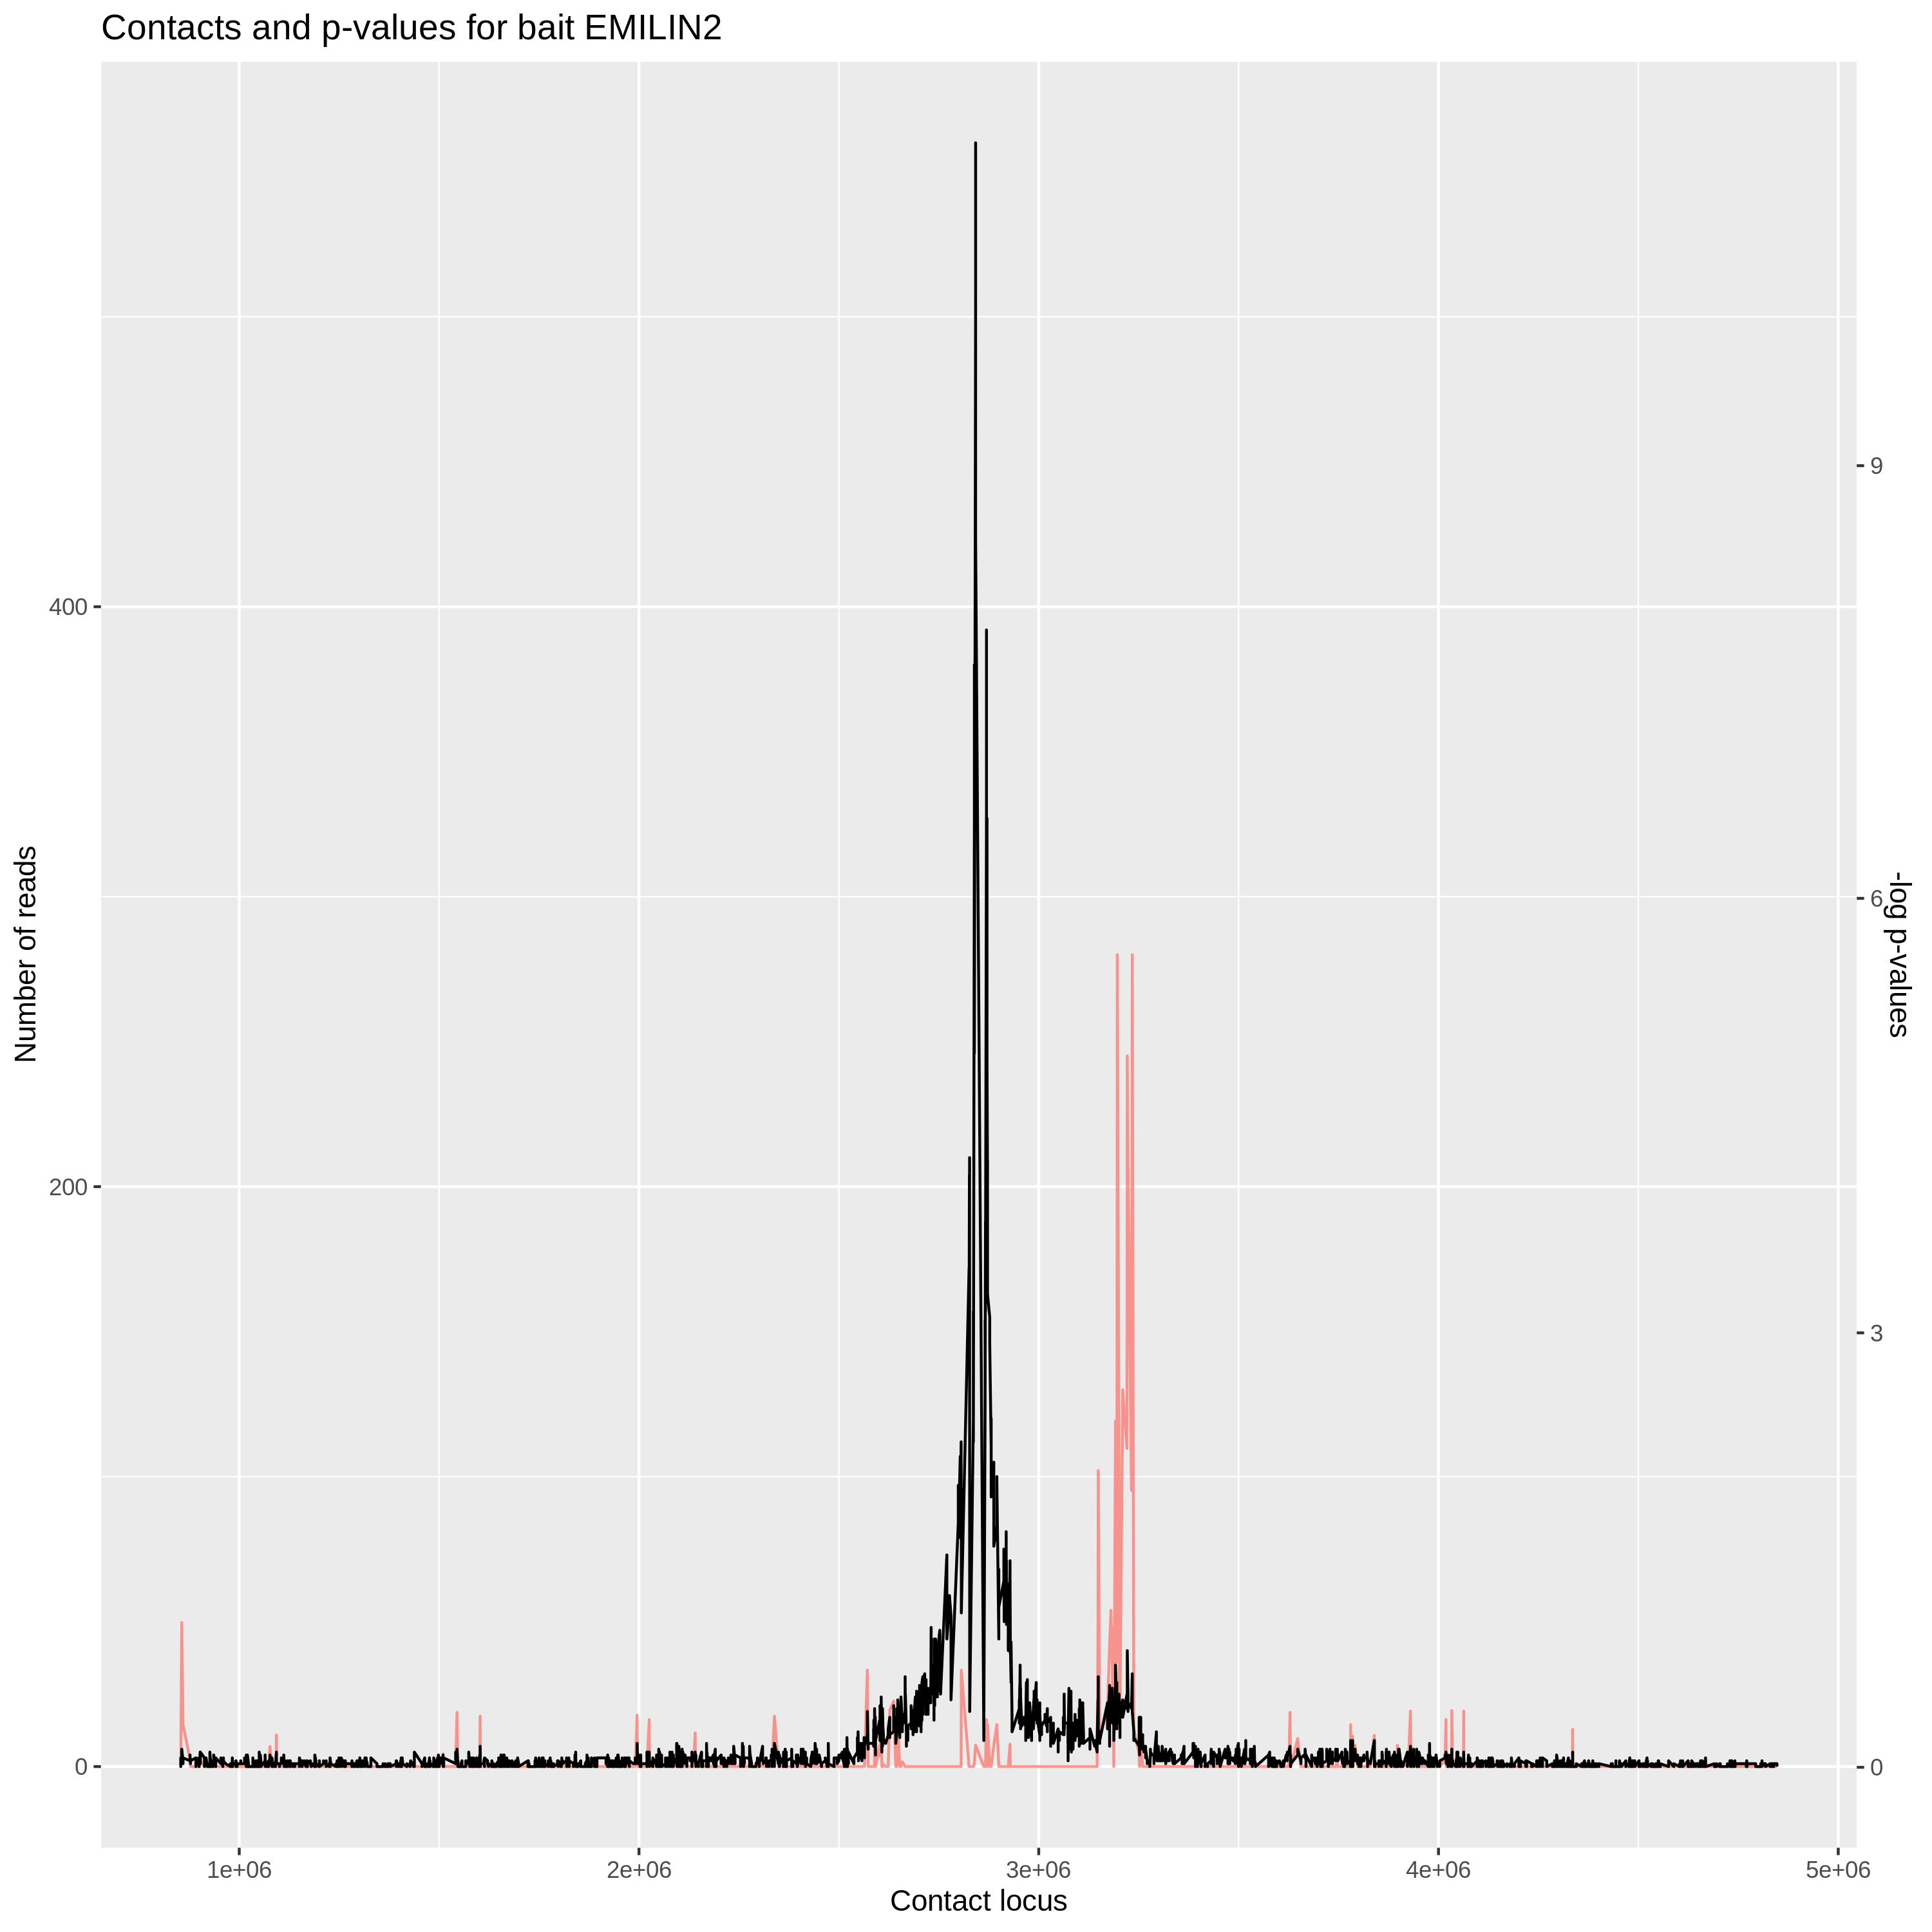 Contacts and p-values for bait EMILIN2
Number of reads
400
200
0
9
6
3
0
-log p-values
1e+06 2e+06 3e+06 4e+06 5e+06
Contact locus